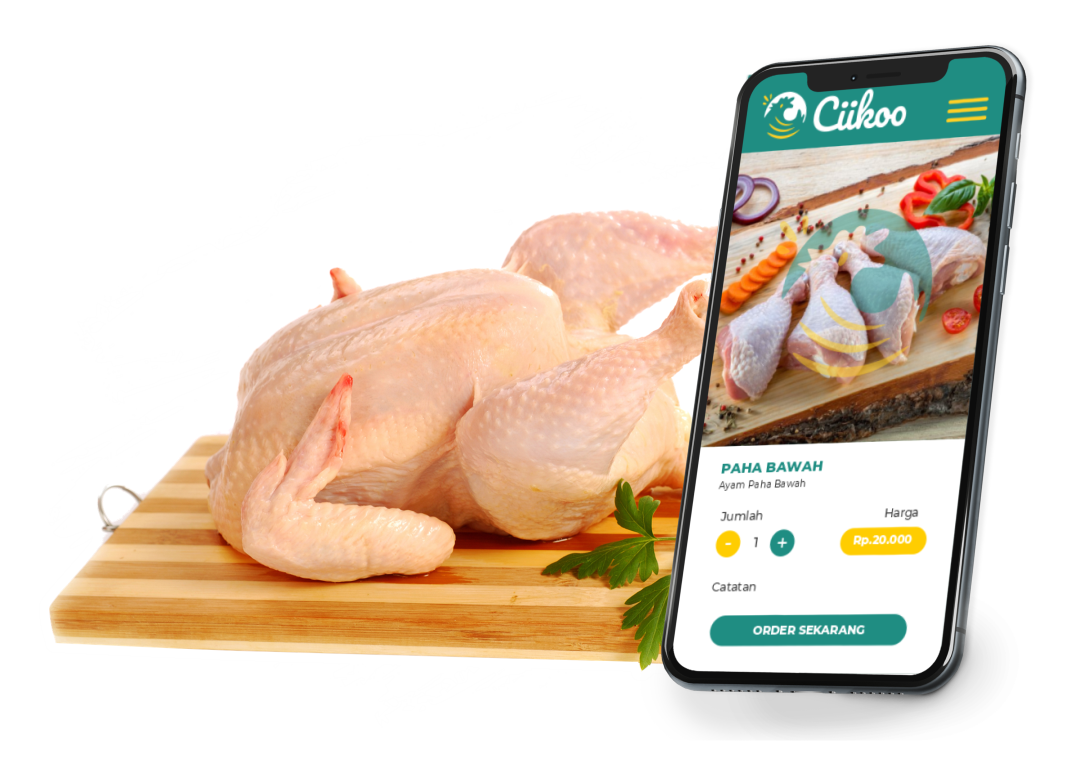 Ciikoo
PAHA BAWAH
Ayam Paha Bawah
Jumlah
Harga
- 1 +
Rp.20.000
Catatan
ORDER SEKARANG